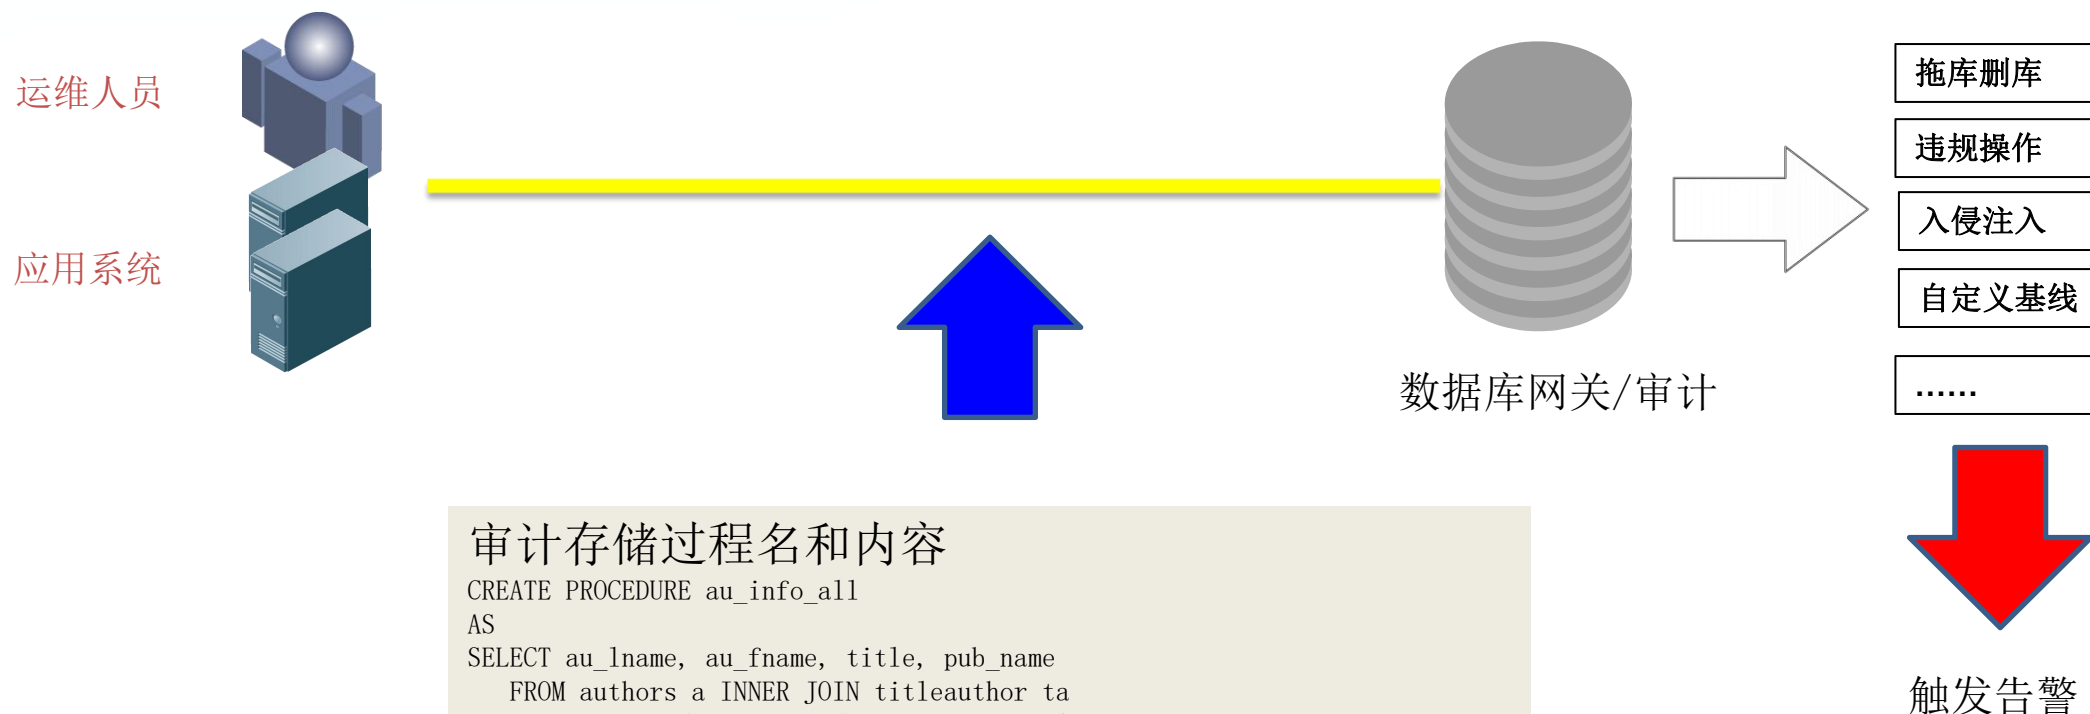 运维人员
应用系统
数据库网关/审计
拖库删库
违规操作
入侵注入
自定义基线
......
触发告警
审计存储过程名和内容
CREATE PROCEDURE au_info_all
AS
SELECT au_lname, au_fname, title, pub_name
FROM authors a INNER JOIN titleauthor ta